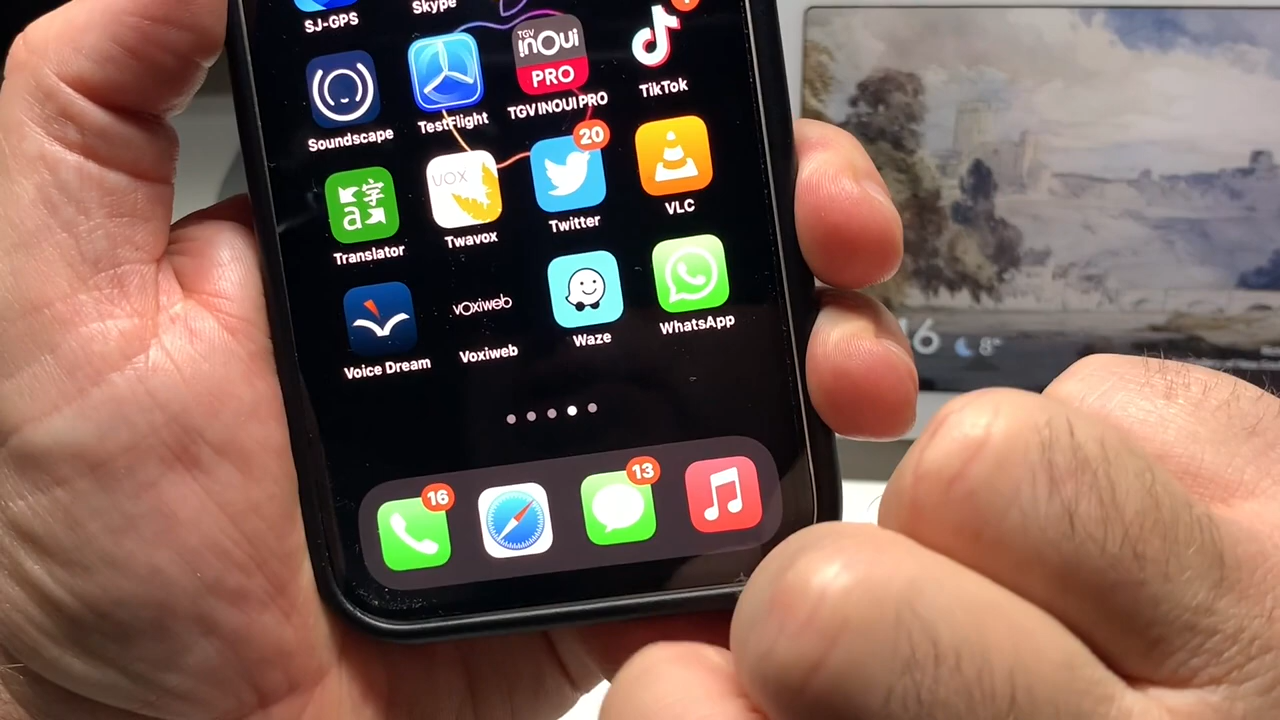 SJ-GPS
Skype
Soundscape
TestFlight
TGV
inOui
PRO
TGV INOUI PRO
TikTok
字
a
Translator
VOX
Twavox
20
Twitter
VLC
Voice Dream
vOxiweb
Voxiweb
Waze
WhatsApp
16
13
8°